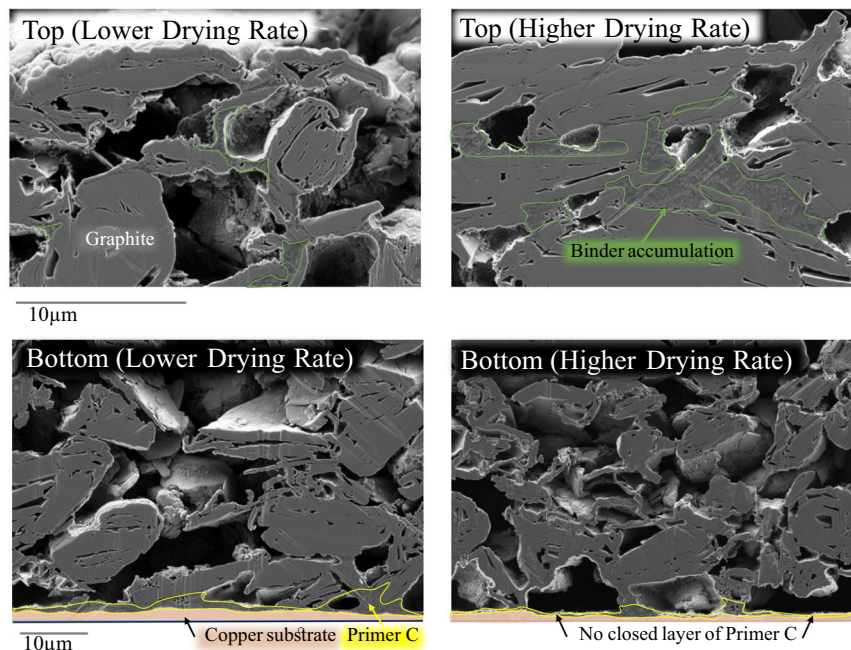 Top (Lower Drying Rate)
Top (Higher Drying Rate)
Graphite
Binder accumulation
10μm
Bottom (Lower Drying Rate)
Bottom (Higher Drying Rate)
10μm
Copper substrate
Primer C
No closed layer of Primer C